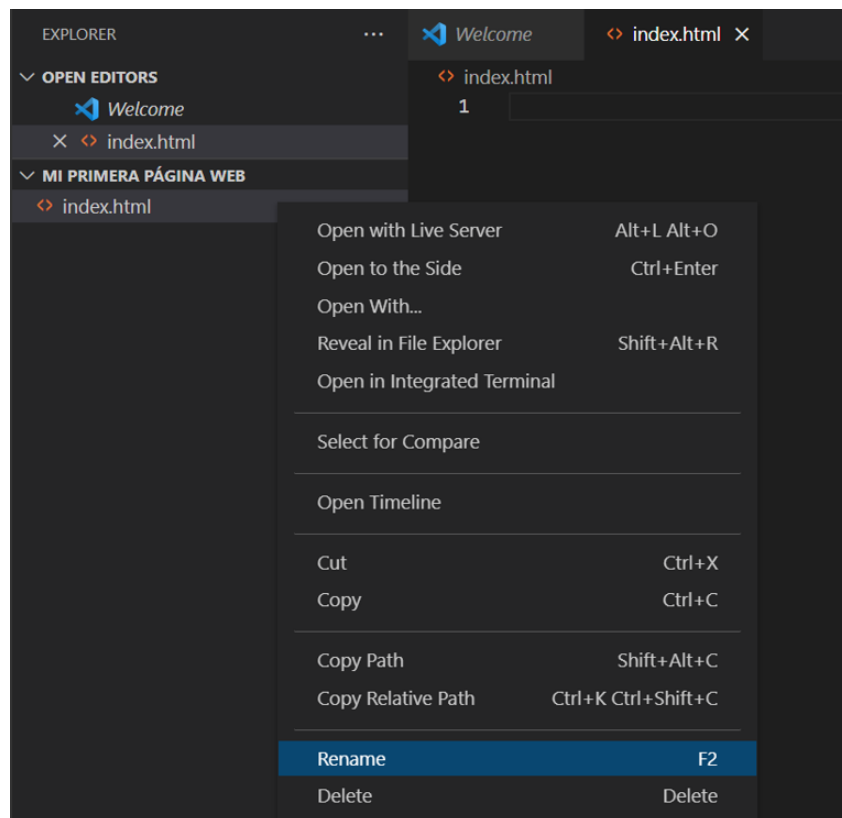 EXPLORER ... Welcome index.html
OPEN EDITORS index.html
Welcome 1
index.html
MI PRIMERA PÁGINA WEB
index.html
Open with Live Server Alt+L Alt+O
Open to the Side Ctrl+Enter
Open With...
Reveal in File Explorer Shift+Alt+R
Open in Integrated Terminal
Select for Compare
Open Timeline
Cut Ctrl+X
Copy Ctrl+C
Copy Path Shift+Alt+C
Copy Relative Path Ctrl+K Ctrl+Shift+C
Rename F2
Delete Delete